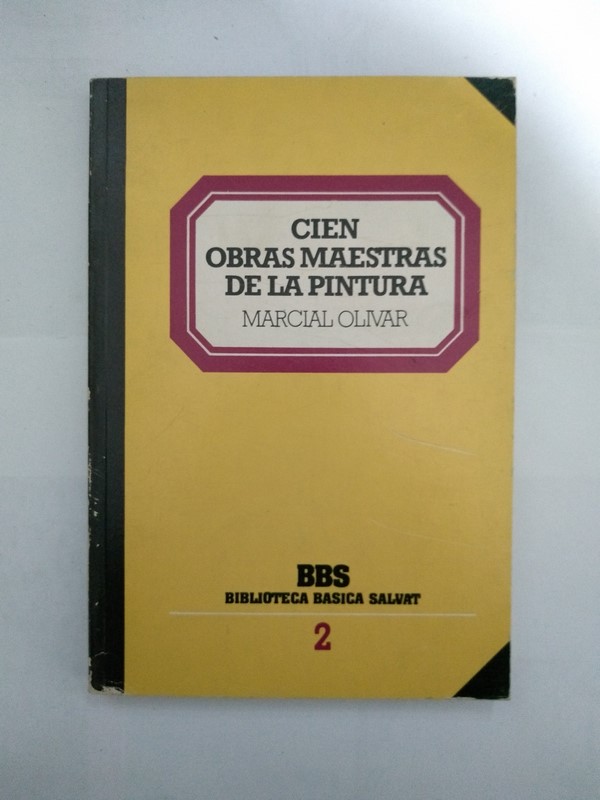 CIEN
OBRAS MAESTRAS
DE LA PINTURA
MARCIAL OLIVAR
BBS
BIBLIOTECA BASICA SALVAT
2